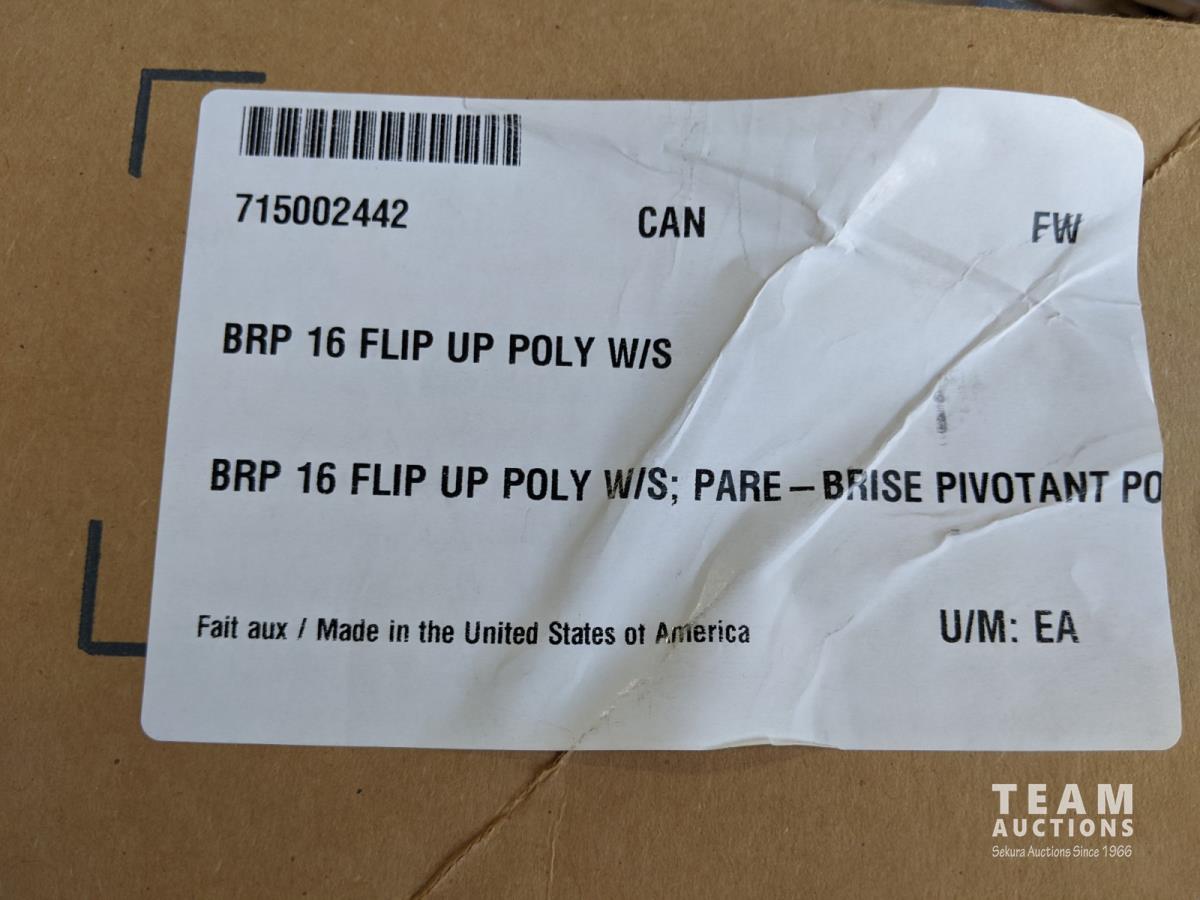 715002442 CAN FW
BRP 16 FLIP UP POLY W/S
BRP 16 FLIP UP POLY W/S; PARE-BRISE PIVOTANT PO
Fait aux / Made in the United States of America U/M: EA
TEAM
AUCTIONS
Sekura Auctions Since 1966